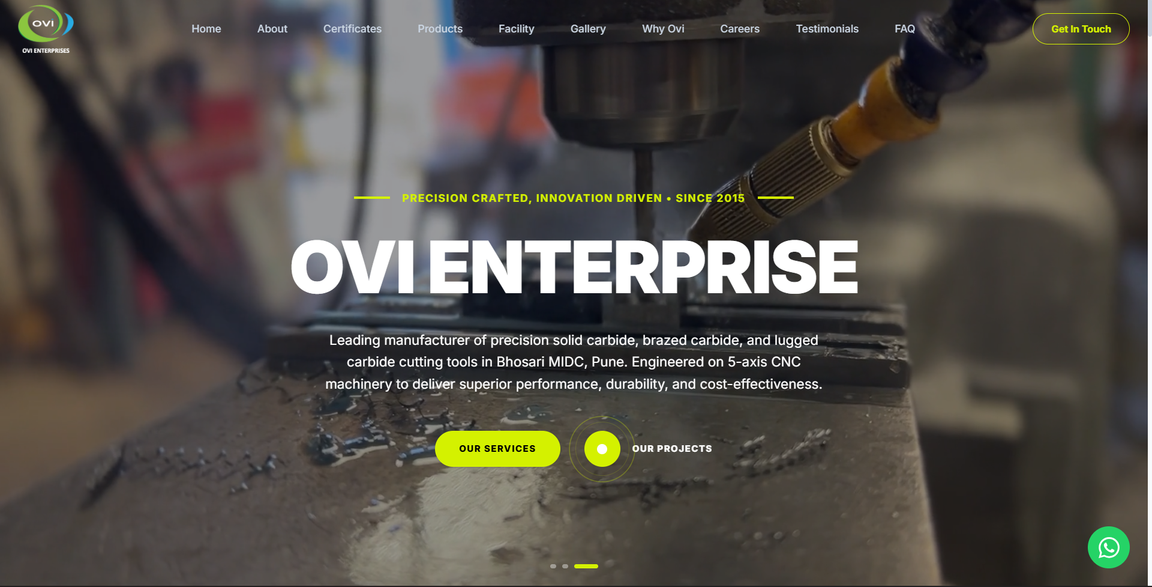 OVI
OVI ENTERPRISES
Home
About
Certificates
Products
Facility
Gallery
Why Ovi
Careers
Testimonials
FAQ
Get In Touch
PRECISION CRAFTED, INNOVATION DRIVEN • SINCE 2015
OVI ENTERPRISE
Leading manufacturer of precision solid carbide, brazed carbide, and lugged
carbide cutting tools in Bhosari MIDC, Pune. Engineered on 5-axis CNC
machinery to deliver superior performance, durability, and cost-effectiveness.
OUR SERVICES
OUR PROJECTS